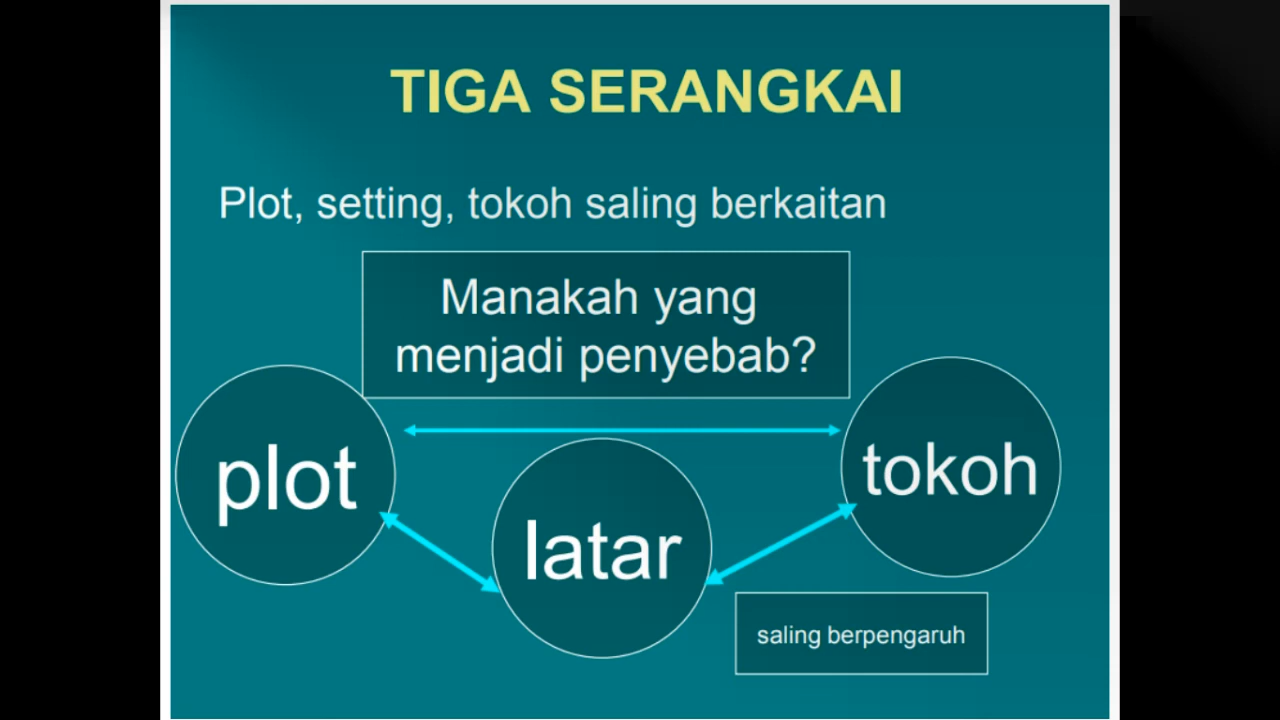 TIGA SERANGKAI
Plot, setting, tokoh saling berkaitan
Manakah yang
menjadi penyebab?
plot
latar
tokoh
saling berpengaruh